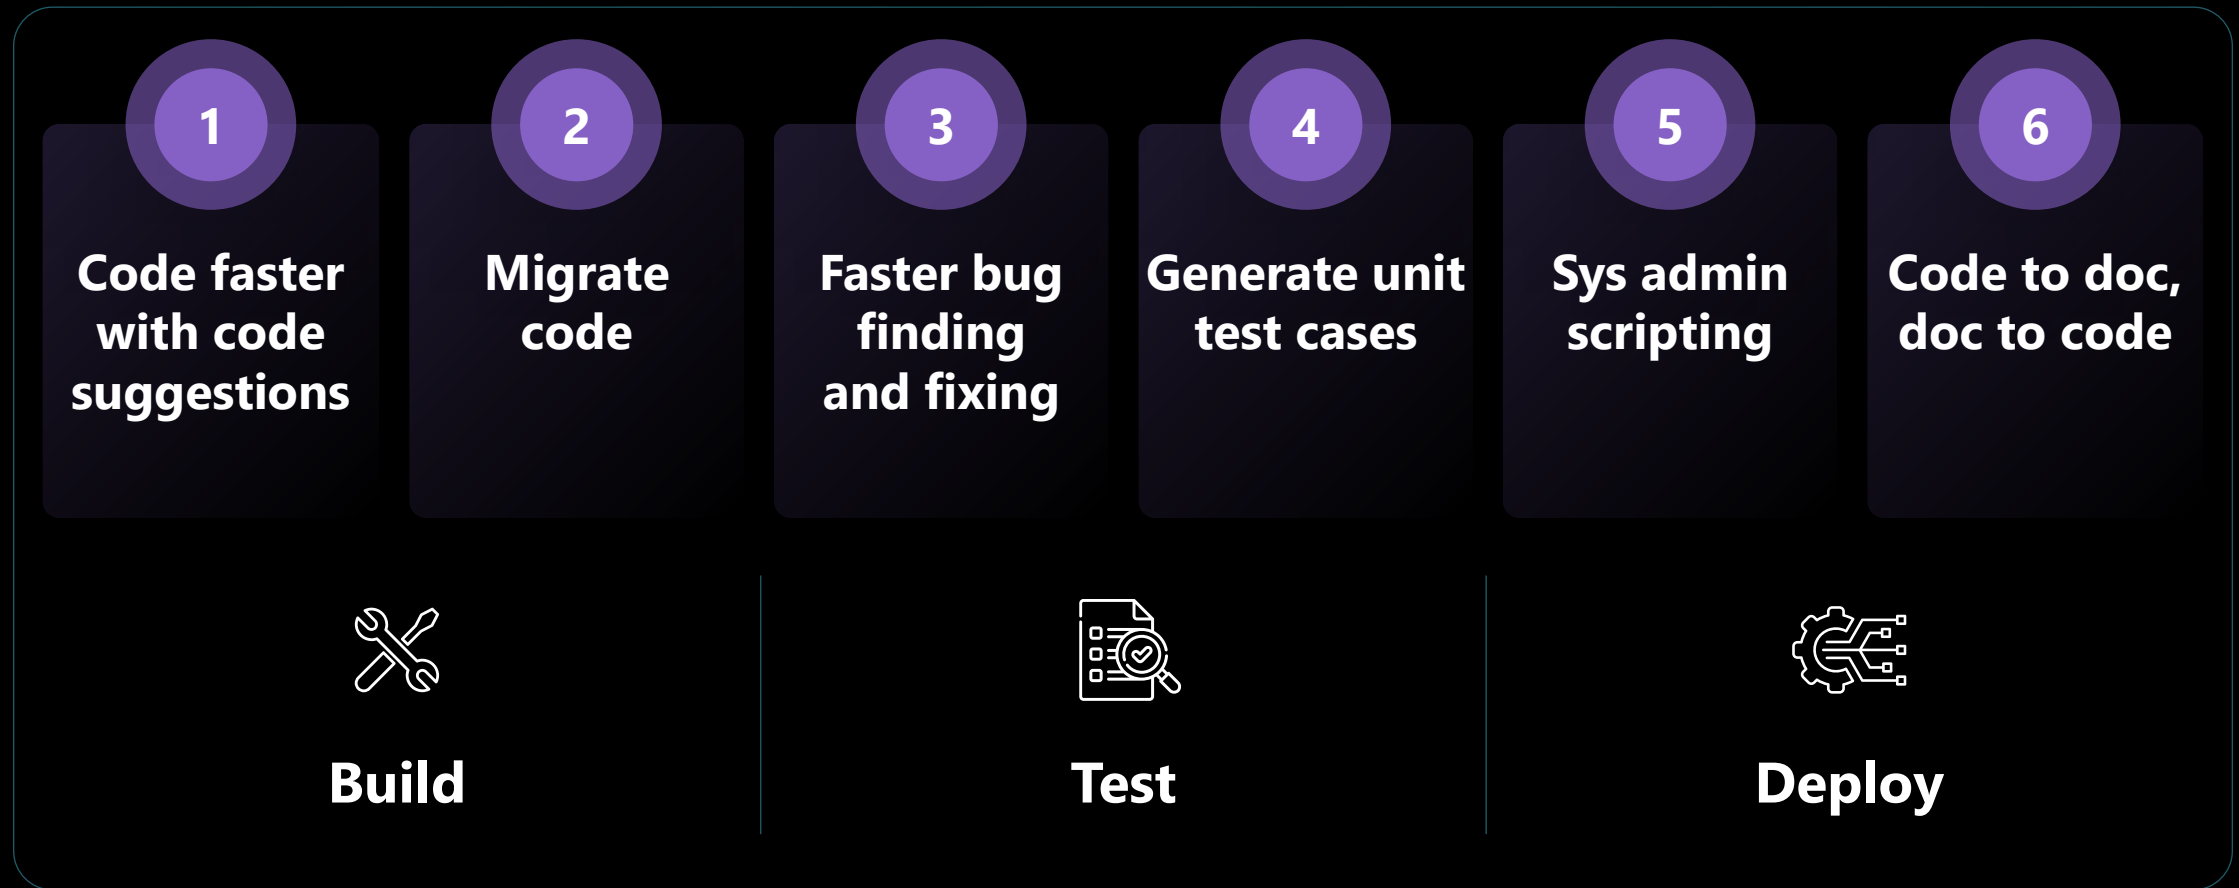 1
Code faster
with code
suggestions
2
Migrate
code
3
Faster bug
finding
and fixing
4
Generate unit
test cases
5
Sys admin
scripting
6
Code to doc,
doc to code
Build
Test
Deploy